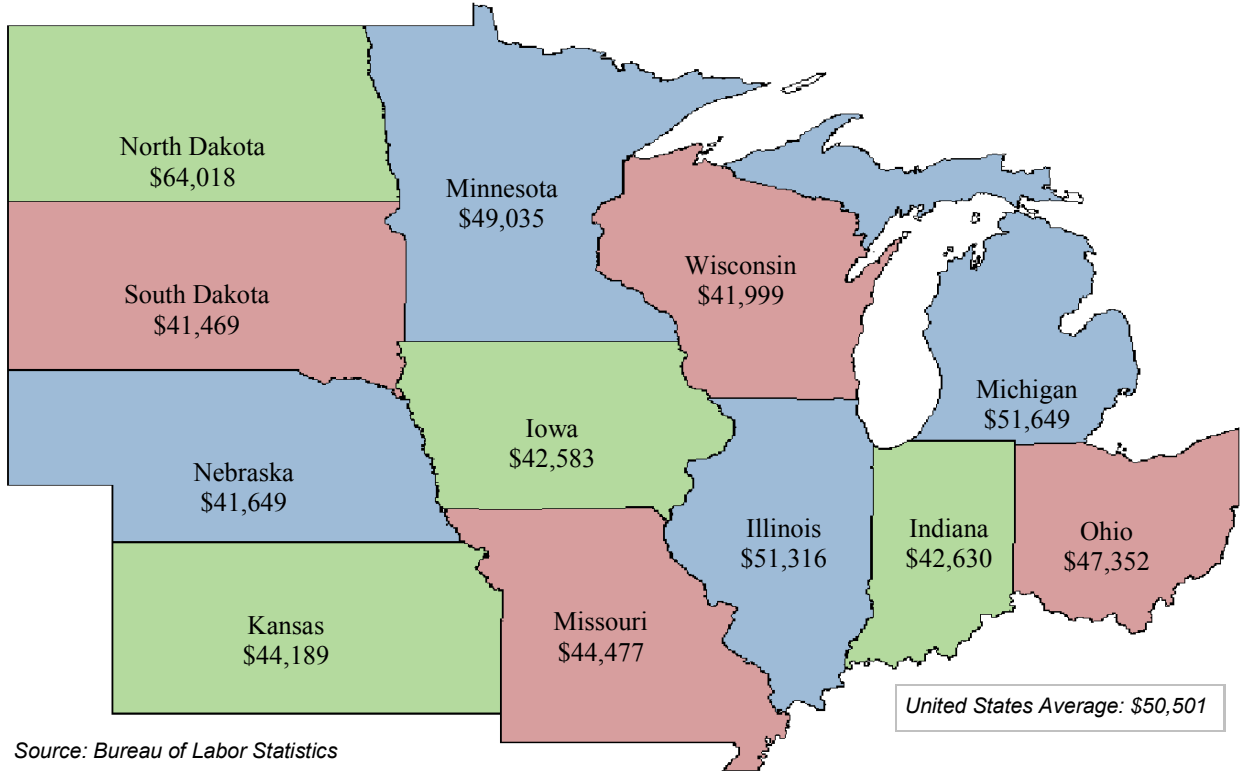 North Dakota
$64,018
Minnesota
$49,035
Wisconsin
$41,999
South Dakota
$41,469
Michigan
$51,649
Iowa
$42,583
Nebraska
$41,649
Illinois
$51,316
Indiana
$42,630
Ohio
$47,352
Kansas
$44,189
Missouri
$44,477
United States Average: $50,501
Source: Bureau of Labor Statistics